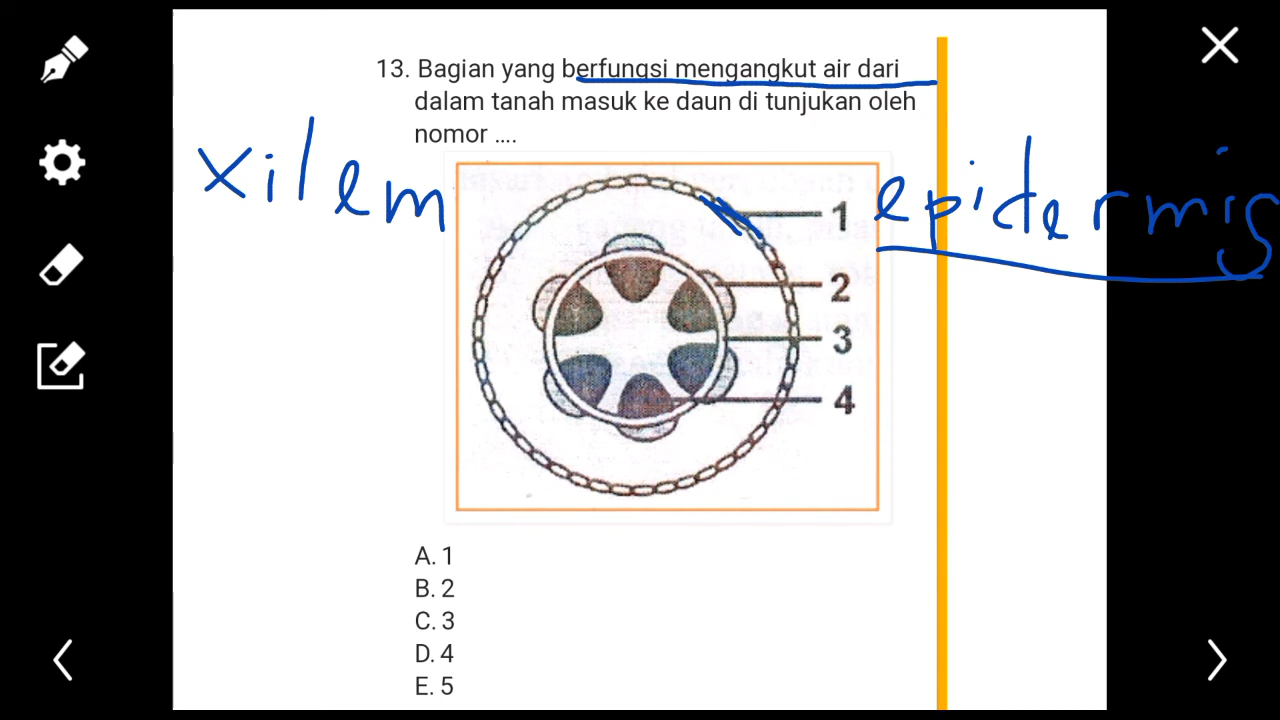 13. Bagian yang berfungsi mengangkut air dari
dalam tanah masuk ke daun di tunjukan oleh
nomor ....
xilem
epidermis
1
2
3
4
A. 1
B. 2
C. 3
D. 4
E. 5